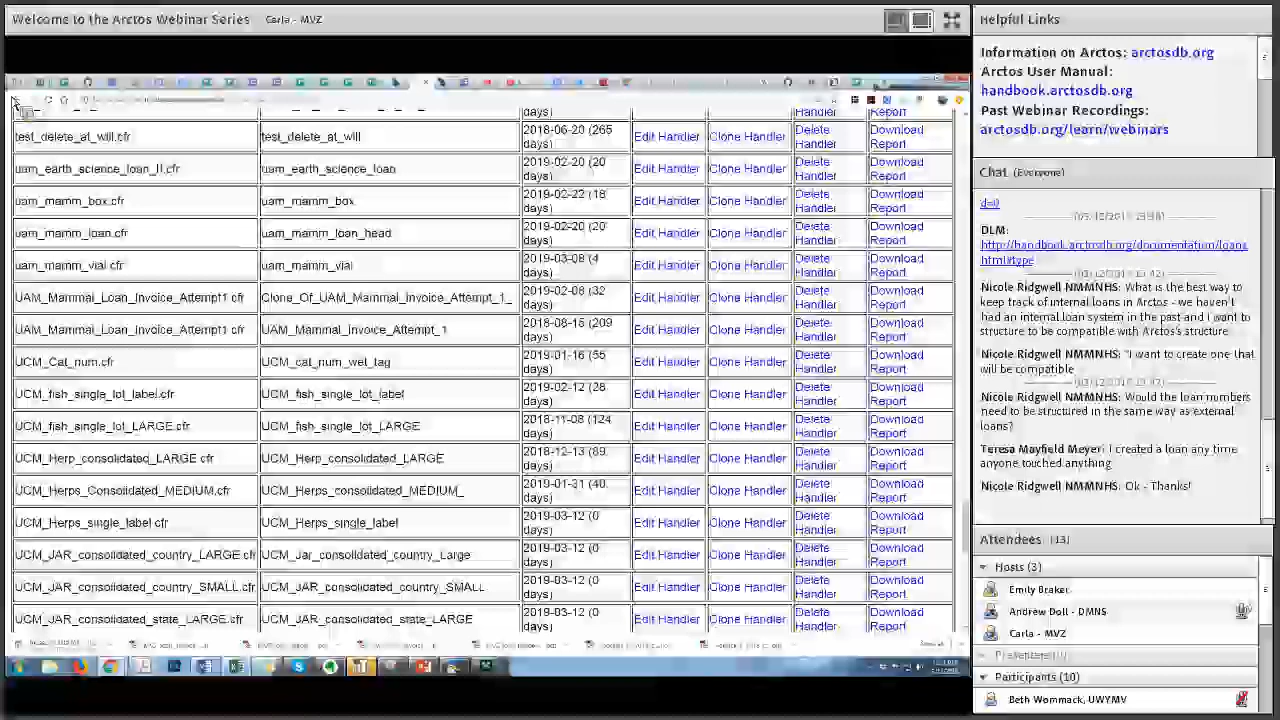 Welcome to the Arctos Webinar Series Carla - MVZ
days) Handler Report
test_delete_at_will.cfr test_delete_at_will 2018-06-20 (265 days) Edit Handler Clone Handler Delete Handler Download Report
uam_earth_science_loan_II.cfr uam_earth_science_loan 2019-02-20 (20 days) Edit Handler Clone Handler Delete Handler Download Report
uam_mamm_box.cfr uam_mamm_box 2019-02-22 (18 days) Edit Handler Clone Handler Delete Handler Download Report
uam_mamm_loan.cfr uam_mamm_loan_head 2019-02-20 (20 days) Edit Handler Clone Handler Delete Handler Download Report
uam_mamm_vial.cfr uam_mamm_vial 2019-03-08 (4 days) Edit Handler Clone Handler Delete Handler Download Report
UAM_Mammal_Loan_Invoice_Attempt1.cfr Clone_Of_UAM_Mammal_Invoice_Attempt_1_ 2019-02-08 (32 days) Edit Handler Clone Handler Delete Handler Download Report
UAM_Mammal_Loan_Invoice_Attempt1.cfr UAM_Mammal_Invoice_Attempt_1 2018-08-15 (209 days) Edit Handler Clone Handler Delete Handler Download Report
UCM_Cat_num.cfr UCM_cat_num_wet_tag 2019-01-16 (55 days) Edit Handler Clone Handler Delete Handler Download Report
UCM_fish_single_lot_label.cfr UCM_fish_single_lot_label 2019-02-12 (28 days) Edit Handler Clone Handler Delete Handler Download Report
UCM_fish_single_lot_LARGE.cfr UCM_fish_single_lot_LARGE 2018-11-08 (124 days) Edit Handler Clone Handler Delete Handler Download Report
UCM_Herp_consolidated_LARGE.cfr UCM_Herp_consolidated_LARGE 2018-12-13 (89 days) Edit Handler Clone Handler Delete Handler Download Report
UCM_Herps_Consolidated_MEDIUM.cfr UCM_Herps_consolidated_MEDIUM_ 2019-01-31 (40 days) Edit Handler Clone Handler Delete Handler Download Report
UCM_Herps_single_label.cfr UCM_Herps_single_label 2019-03-12 (0 days) Edit Handler Clone Handler Delete Handler Download Report
UCM_JAR_consolidated_country_LARGE.cfr UCM_Jar_consolidated_country_Large 2019-03-12 (0 days) Edit Handler Clone Handler Delete Handler Download Report
UCM_JAR_consolidated_country_SMALL.cfr UCM_JAR_consolidated_country_SMALL 2019-03-12 (0 days) Edit Handler Clone Handler Delete Handler Download Report
UCM_JAR_consolidated_state_LARGE.cfr UCM_JAR_consolidated_state_LARGE 2019-03-12 (0 days) Edit Handler Clone Handler Delete Handler Download Report
Helpful Links
Information on Arctos: arctosdb.org
Arctos User Manual:
handbook.arctosdb.org
Past Webinar Recordings:
arctosdb.org/learn/webinars
Chat (Everyone)
DLM:
http://handbook.arctosdb.org/documentation/loans.
html#type
Nicole Ridgwell NMMNHS: What is the best way to
keep track of internal loans in Arctos - we haven't
had an internal loan system in the past and I want to
structure to be compatible with Arctos's structure
Nicole Ridgwell NMMNHS: *I want to create one that
will be compatible
Nicole Ridgwell NMMNHS: Would the loan numbers
need to be structured in the same way as external
loans?
Teresa Mayfield Meyer: I created a loan any time
anyone touched anything
Nicole Ridgwell NMMNHS: Ok - Thanks!
Attendees (13)
Hosts (3)
Emily Braker
Andrew Doll - DMNS
Carla - MVZ
Presenters (0)
Participants (10)
Beth Wommack, UWYMV